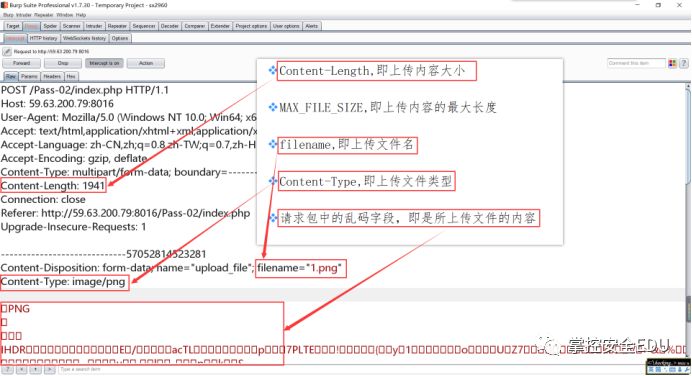 Burp Suite Professional v1.7.30 - Temporary Project - sx2960
Burp Intruder Repeater Window Help
Target Proxy Spider Scanner Intruder Repeater Sequencer Decoder Comparer Extender Project options User options Alerts
Intercept HTTP history WebSockets history Options
Request to http://59.63.200.79:8016
Forward Drop Intercept is on Action
Comment this item
Raw Params Headers Hex
POST /Pass-02/index.php HTTP/1.1
Host: 59.63.200.79:8016
User-Agent: Mozilla/5.0 (Windows NT 10.0; Win64; x6
Accept: text/html,application/xhtml+xml,application/x
Accept-Language: zh-CN,zh;q=0.8,zh-TW;q=0.7,zh-H
Accept-Encoding: gzip, deflate
Content-Type: multipart/form-data; boundary=--------
Content-Length: 1941
Connection: close
Referer: http://59.63.200.79:8016/Pass-02/index.php
Upgrade-Insecure-Requests: 1
Content-Length,即上传内容大小
MAX_FILE_SIZE,即上传内容的最大长度
filename,即上传文件名
Content-Type,即上传文件类型
请求包中的乱码字段，即是所上传文件的内容
-----------------------------57052814523281
Content-Disposition: form-data; name="upload_file"; filename="1.png"
Content-Type: image/png
PNG
IHDR
acTL
7PLTE
掌控安全EDU
Type a search term